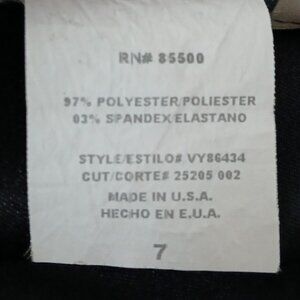 RN# 85500
97% POLYESTER/POLIESTER
03% SPANDEX/ELASTANO
STYLE/ESTILO# VY86434
CUT/CORTE# 25205 002
MADE IN U.S.A.
HECHO EN E.U.A.
7